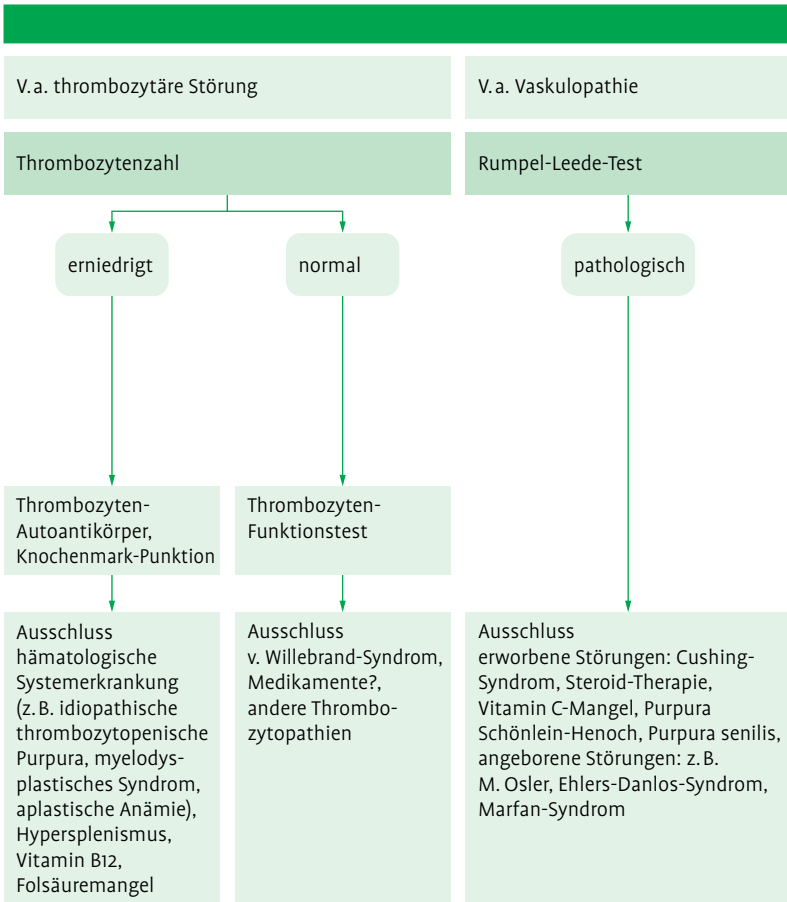 V. a. thrombozytäre Störung
V. a. Vaskulopathie
Thrombozytenzahl
Rumpel-Leede-Test
erniedrigt
normal
pathologisch
Thrombozyten-
Autoantikörper,
Knochenmark-Punktion
Thrombozyten-
Funktionstest
Ausschluss
hämatologische
Systemerkrankung
(z. B. idiopathische
thrombozytopenische
Purpura, myelodys-
plastisches Syndrom,
aplastische Anämie),
Hypersplenismus,
Vitamin B12,
Folsäuremangel
Ausschluss
v. Willebrand-Syndrom,
Medikamente?,
andere Thrombo-
zytopathien
Ausschluss
erworbene Störungen: Cushing-
Syndrom, Steroid-Therapie,
Vitamin C-Mangel, Purpura
Schönlein-Henoch, Purpura senilis,
angeborene Störungen: z. B.
M. Osler, Ehlers-Danlos-Syndrom,
Marfan-Syndrom